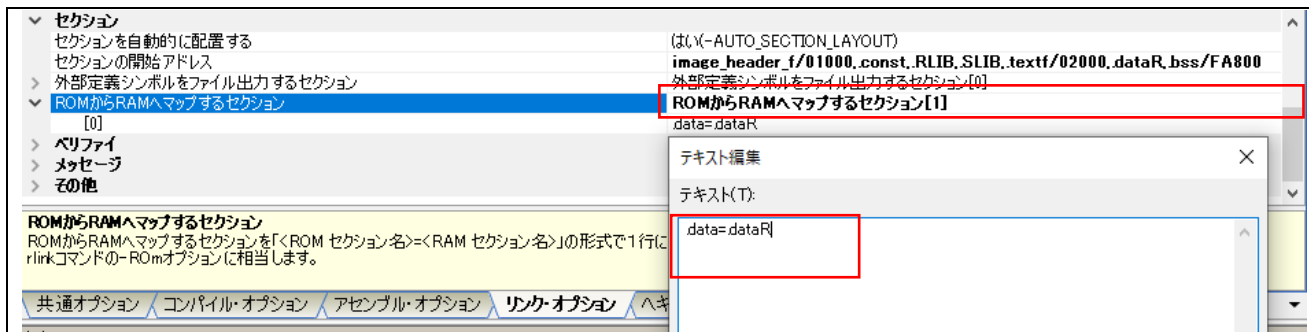 セクション
セクションを自動的に配置する はい(-AUTO_SECTION_LAYOUT)
セクションの開始アドレス image_header_f/01000,.const,.RLIB,.SLIB,.textf/02000,.dataR,.bss/FA800
外部定義シンボルをファイル出力するセクション 外部定義シンボルをファイル出力するセクション[0]
ROMからRAMへマップするセクション ROMからRAMへマップするセクション[1]
[0] .data=.dataR
ベリファイ
メッセージ
その他
テキスト編集
テキスト(T):
.data=.dataR
ROMからRAMへマップするセクション
ROMからRAMへマップするセクションを「<ROM セクション名>=<RAM セクション名>」の形式で1行に
rlinkコマンドの-ROmオプションに相当します。
共通オプション コンパイル・オプション アセンブル・オプション リンク・オプション ヘキ